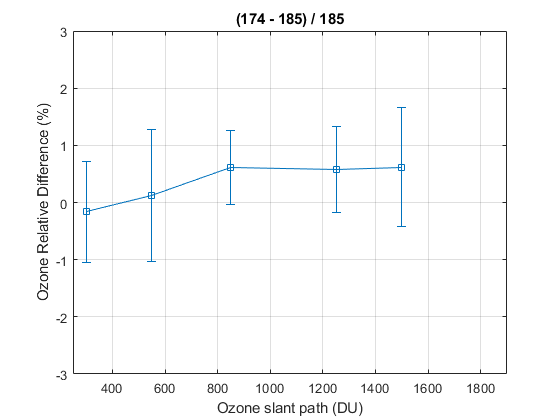 (174 - 185) / 185
Ozone Relative Difference (%)
3
2
1
0
-1
-2
-3
400 600 800 1000 1200 1400 1600 1800
Ozone slant path (DU)